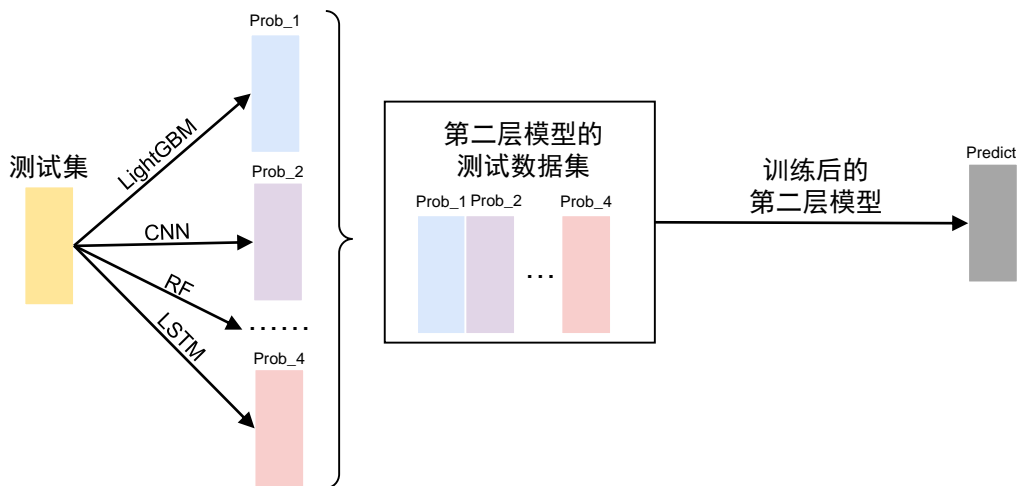 测试集
LightGBM
CNN
RF
LSTM
Prob_1
Prob_2
......
Prob_4
第二层模型的
测试数据集
Prob_1 Prob_2 ... Prob_4
训练后的
第二层模型
Predict